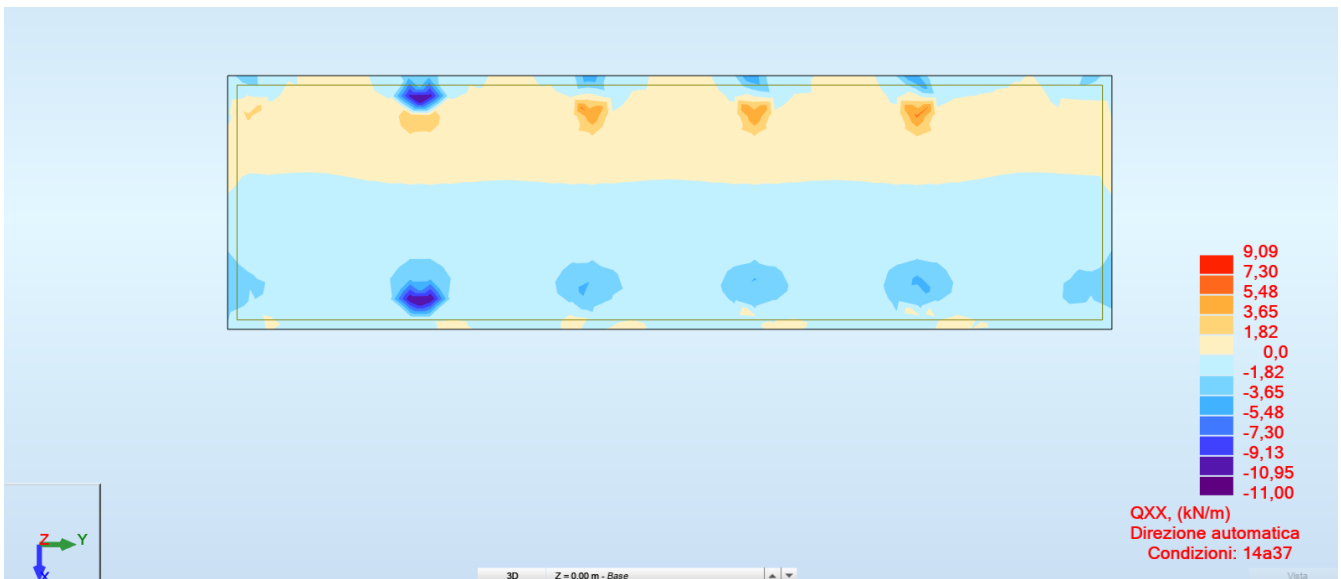 9,09
7,30
5,48
3,65
1,82
0,0
-1,82
-3,65
-5,48
-7,30
-9,13
-10,95
-11,00
QXX, (kN/m)
Direzione automatica
Condizioni: 14a37
Z
Y
X
3D Z = 0.00 m - Base
Vista